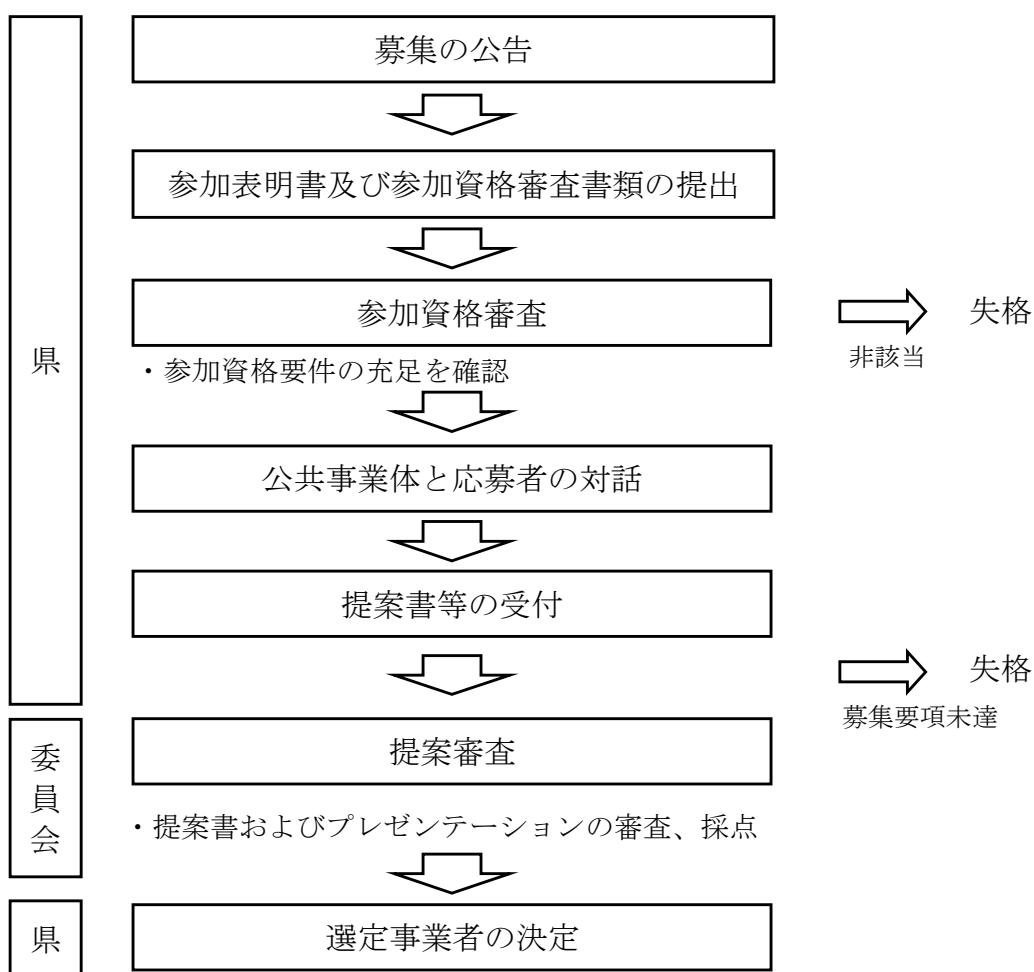 募集の公告
参加表明書及び参加資格審査書類の提出
参加資格審査
失格
非該当
県
・参加資格要件の充足を確認
公共事業体と応募者の対話
提案書等の受付
失格
募集要項未達
委員会
提案審査
・提案書およびプレゼンテーションの審査、採点
県
選定事業者の決定